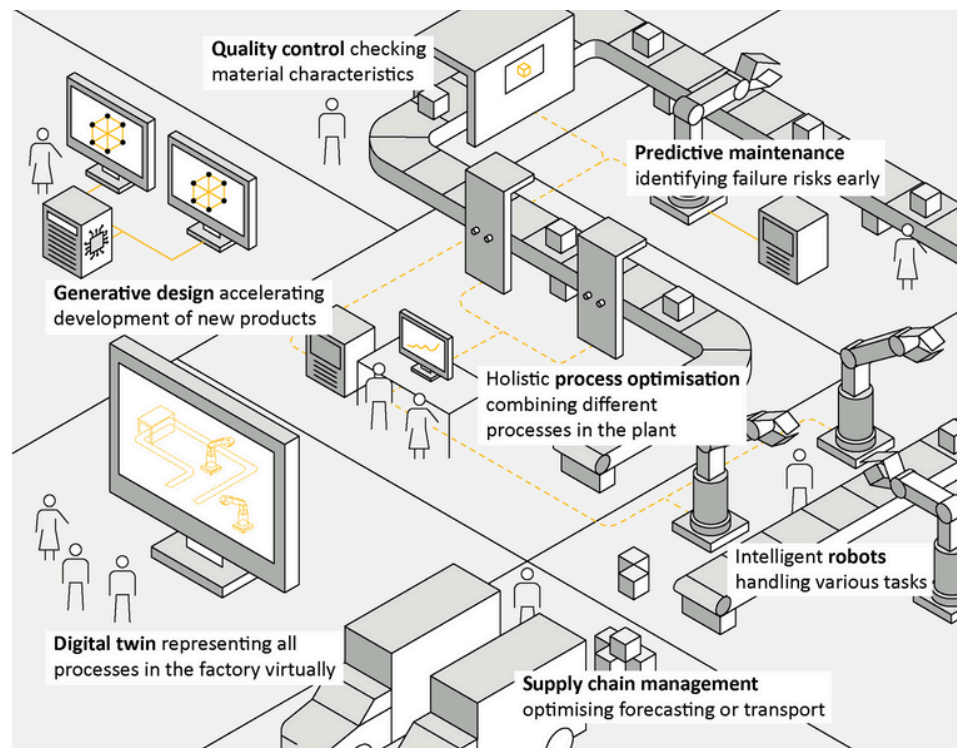 Quality control checking
material characteristics
Predictive maintenance
identifying failure risks early
Generative design accelerating
development of new products
Holistic process optimisation
combining different
processes in the plant
Intelligent robots
handling various tasks
Digital twin representing all
processes in the factory virtually
Supply chain management
optimising forecasting or transport